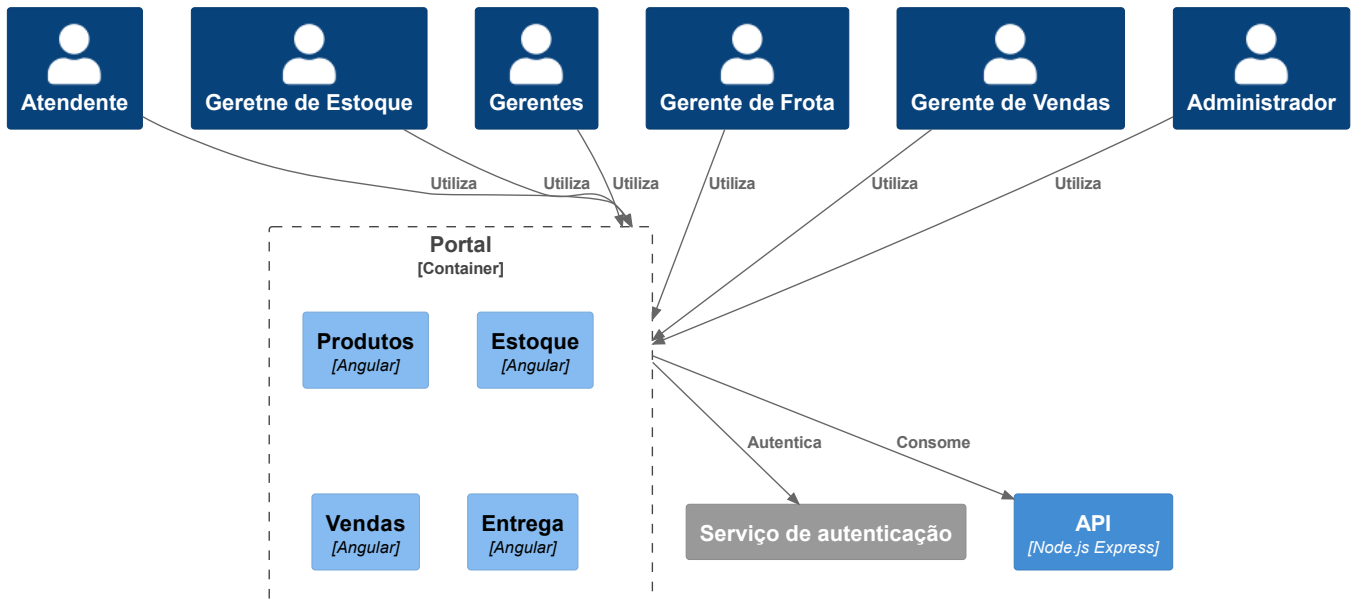 Atendente
Geretne de Estoque
Gerentes
Gerente de Frota
Gerente de Vendas
Administrador
Utiliza
Utiliza
Utiliza
Utiliza
Utiliza
Utiliza
Portal
[Container]
Produtos
[Angular]
Estoque
[Angular]
Autentica
Consome
Vendas
[Angular]
Entrega
[Angular]
Serviço de autenticação
API
[Node.js Express]